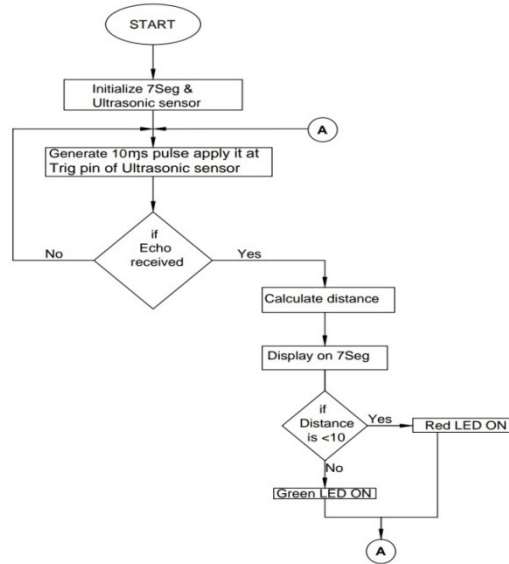 START
Initialize 7Seg &
Ultrasonic sensor
A
Generate 10ms pulse apply it at
Trig pin of Ultrasonic sensor
if
Echo
received
No
Yes
Calculate distance
Display on 7Seg
if
Distance
is <10
Yes
Red LED ON
No
Green LED ON
A